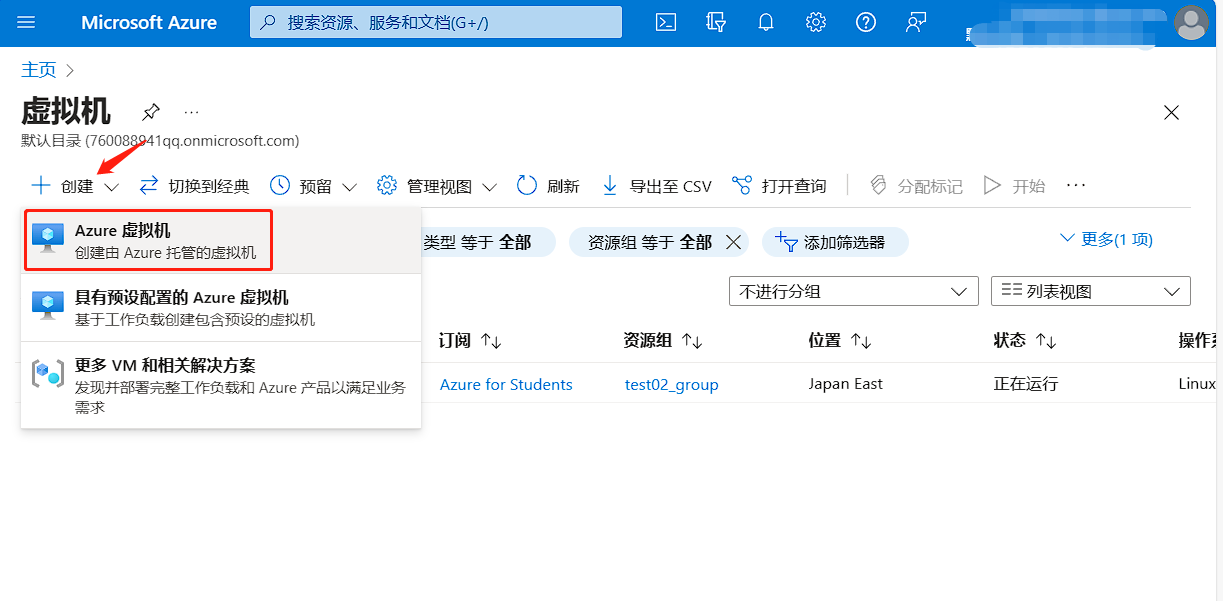 Microsoft Azure
搜索资源、服务和文档(G+/)
主页
虚拟机
默认目录 (760088941qq.onmicrosoft.com)
创建 切换到经典 预留 管理视图 刷新 导出至 CSV 打开查询 分配标记 开始
Azure 虚拟机
创建由 Azure 托管的虚拟机
类型 等于 全部 资源组 等于 全部 添加筛选器 更多(1 项)
具有预设配置的 Azure 虚拟机
基于工作负载创建包含预设的虚拟机
不进行分组 列表视图
订阅 资源组 位置 状态
更多 VM 和相关解决方案
发现并部署完整工作负载和 Azure 产品以满足业务
需求
Azure for Students test02_group Japan East 正在运行 Linux